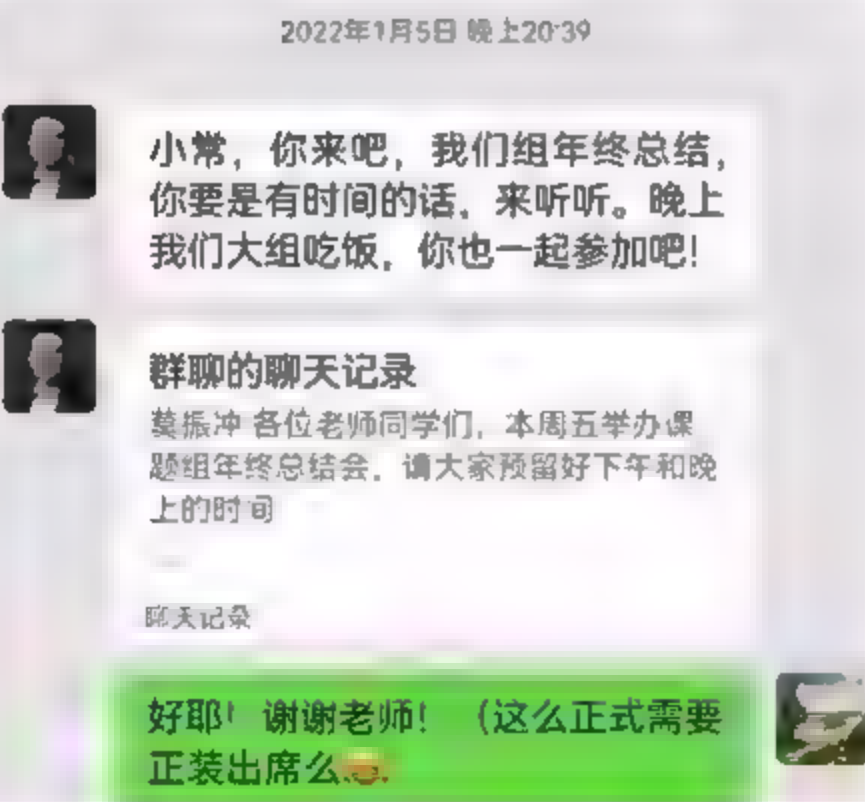 2022年1月5日 晚上20:39
小常，你来吧，我们组年终总结，
你要是有时间的话，来听听。晚上
我们大组吃饭，你也一起参加吧！
群聊的聊天记录
莫振冲 各位老师同学们，本周五举办课
题组年终总结会，请大家预留好下午和晚
上的时间
...
聊天记录
好耶！谢谢老师！（这么正式需要
正装出席么